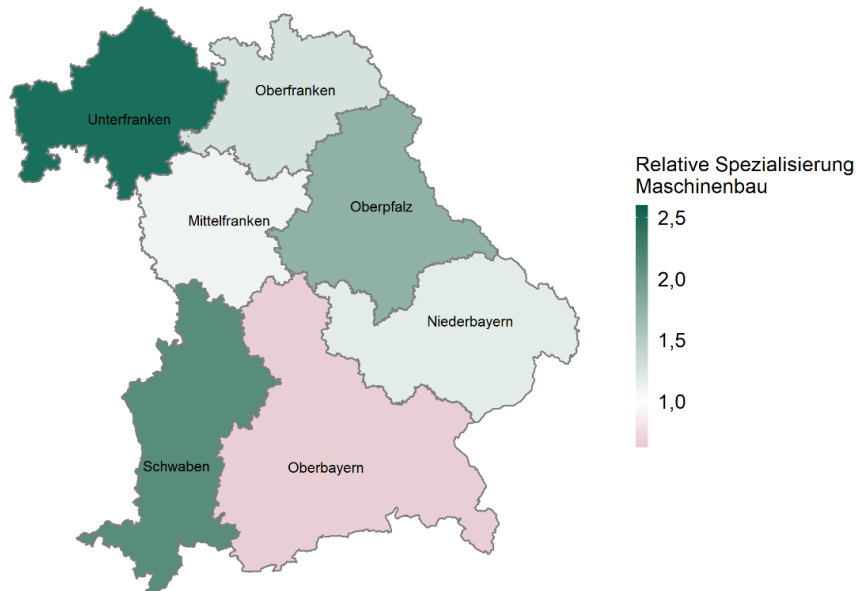 Oberfranken
Unterfranken
Oberpfalz
Mittelfranken
Niederbayern
Schwaben
Oberbayern
Relative Spezialisierung
Maschinenbau
2,5
2,0
1,5
1,0